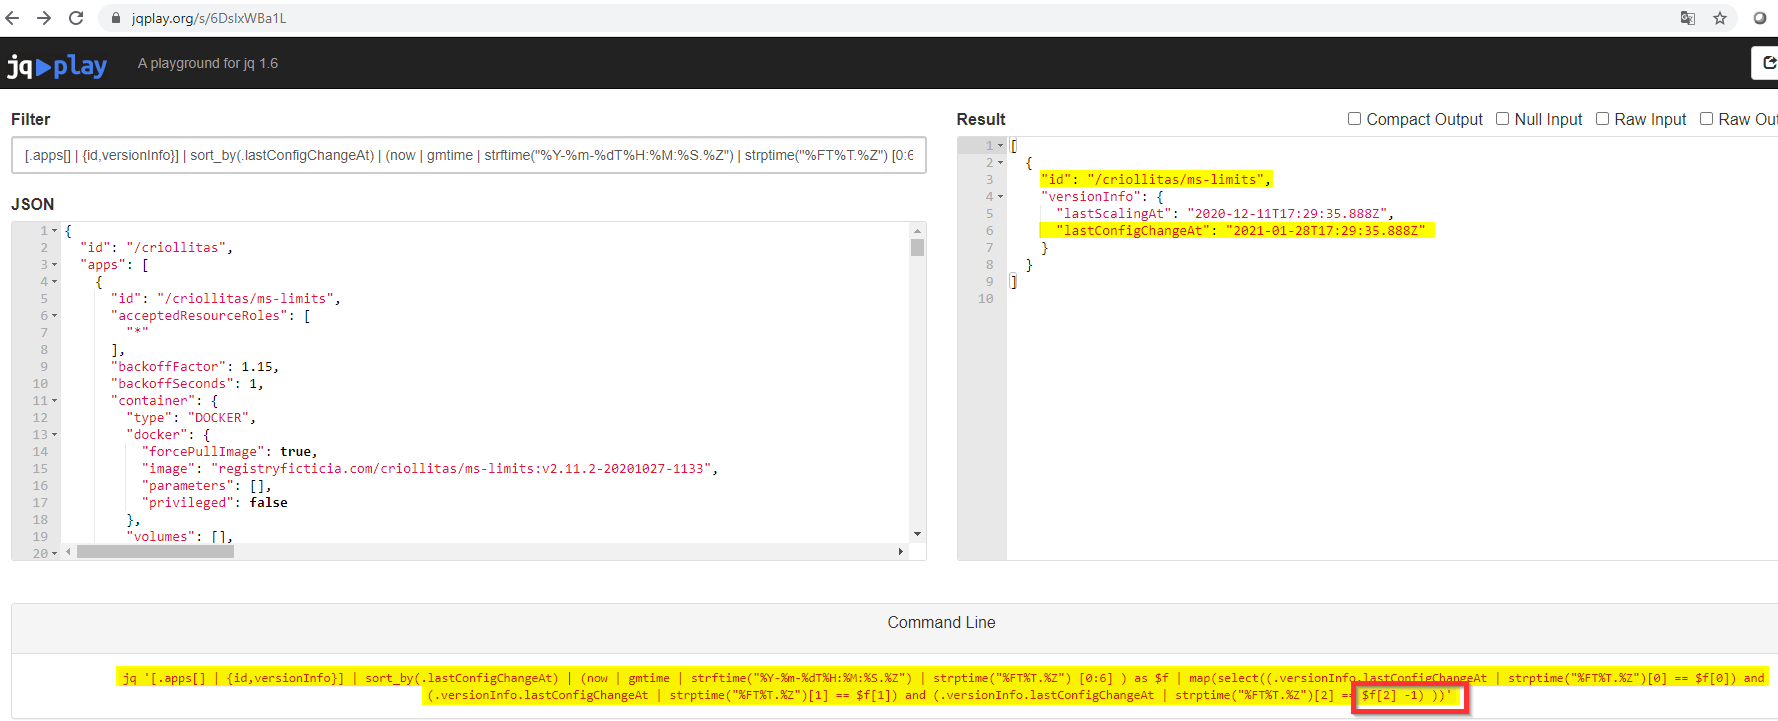 jqplay.org/s/6DsIxWBa1L
jq play A playground for jq 1.6
Filter
[.apps[] | {id,versionInfo}] | sort_by(.lastConfigChangeAt) | (now | gmtime | strftime("%Y-%m-%dT%H:%M:%S.%Z") | strptime("%FT%T.%Z") [0:6
JSON
1 {
2 "id": "/criollitas",
3 "apps": [
4 {
5 "id": "/criollitas/ms-limits",
6 "acceptedResourceRoles": [
7 "*"
8 ],
9 "backoffFactor": 1.15,
10 "backoffSeconds": 1,
11 "container": {
12 "type": "DOCKER",
13 "docker": {
14 "forcePullImage": true,
15 "image": "registryficticia.com/criollitas/ms-limits:v2.11.2-20201027-1133",
16 "parameters": [],
17 "privileged": false
18 },
19 "volumes": [],
20
Result Compact Output Null Input Raw Input Raw Out
1 [
2 {
3 "id": "/criollitas/ms-limits",
4 "versionInfo": {
5 "lastScalingAt": "2020-12-11T17:29:35.888Z",
6 "lastConfigChangeAt": "2021-01-28T17:29:35.888Z"
7 }
8 }
9 ]
10
Command Line
jq '[.apps[] | {id,versionInfo}] | sort_by(.lastConfigChangeAt) | (now | gmtime | strftime("%Y-%m-%dT%H:%M:%S.%Z") | strptime("%FT%T.%Z") [0:6] ) as $f | map(select((.versionInfo.lastConfigChangeAt | strptime("%FT%T.%Z")[0] == $f[0]) and
(.versionInfo.lastConfigChangeAt | strptime("%FT%T.%Z")[1] == $f[1]) and (.versionInfo.lastConfigChangeAt | strptime("%FT%T.%Z")[2] == $f[2] -1) ))'